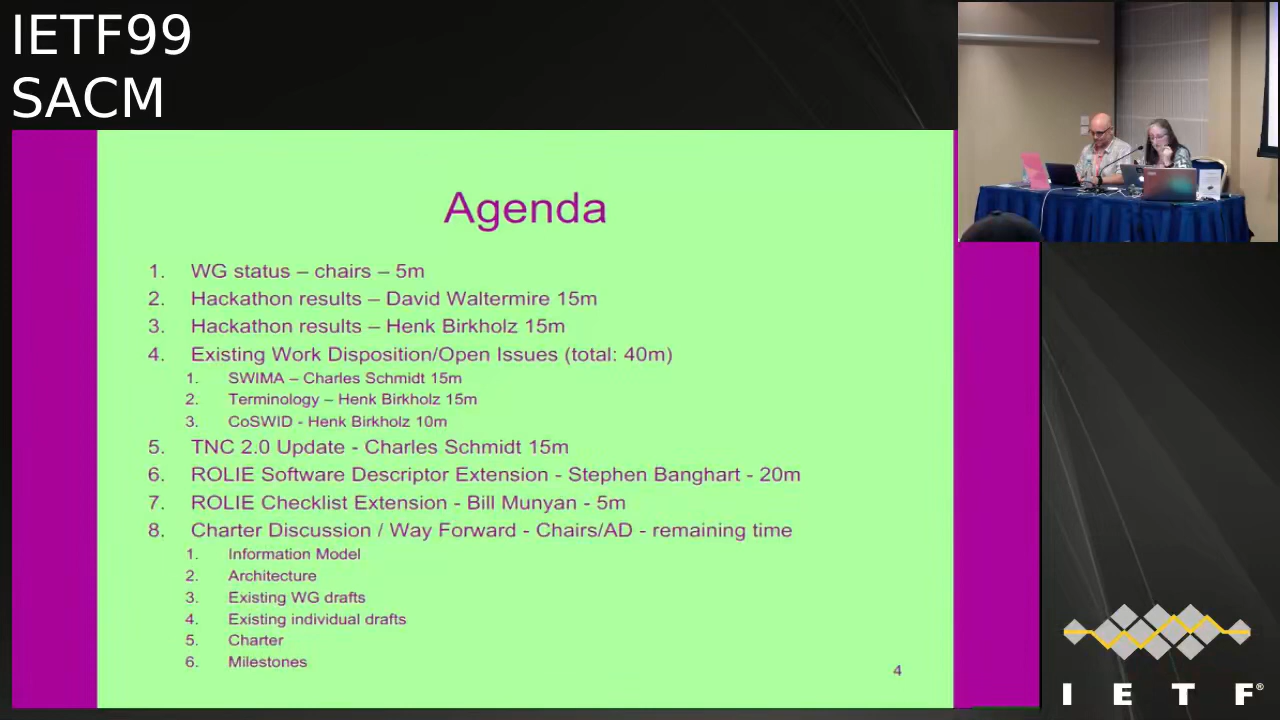 IETF99
SACM
Agenda
1. WG status – chairs – 5m
2. Hackathon results – David Waltermire 15m
3. Hackathon results – Henk Birkholz 15m
4. Existing Work Disposition/Open Issues (total: 40m)
1. SWIMA – Charles Schmidt 15m
2. Terminology – Henk Birkholz 15m
3. CoSWID - Henk Birkholz 10m
5. TNC 2.0 Update - Charles Schmidt 15m
6. ROLIE Software Descriptor Extension - Stephen Banghart - 20m
7. ROLIE Checklist Extension - Bill Munyan - 5m
8. Charter Discussion / Way Forward - Chairs/AD - remaining time
1. Information Model
2. Architecture
3. Existing WG drafts
4. Existing individual drafts
5. Charter
6. Milestones
4
IETF®